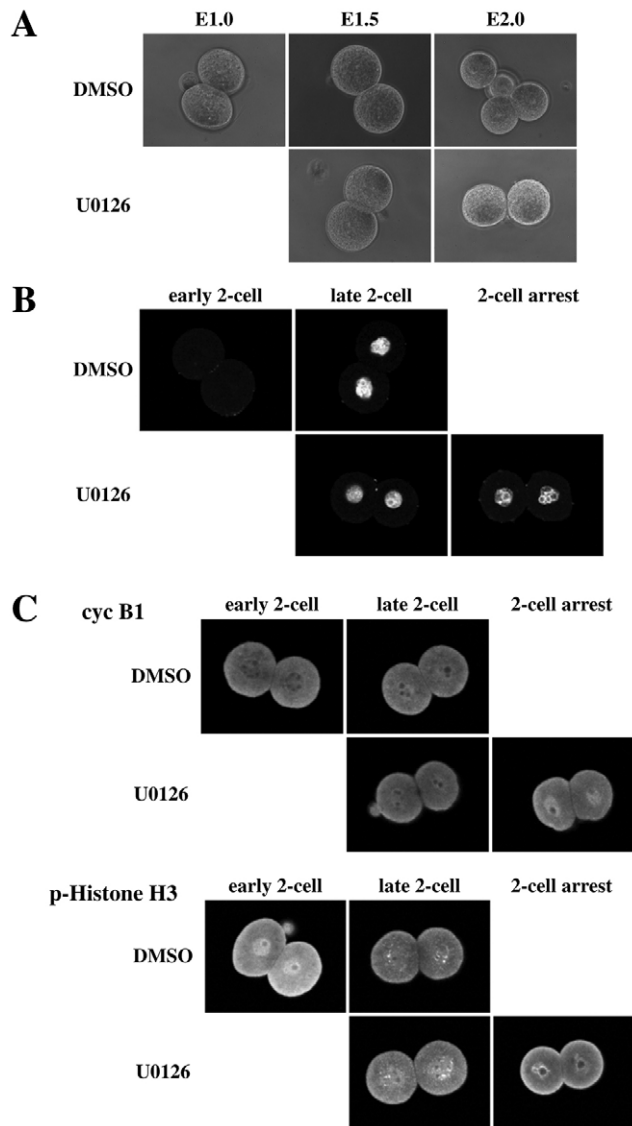 A
E1.0 E1.5 E2.0
DMSO
U0126
B
early 2-cell late 2-cell 2-cell arrest
DMSO
U0126
C cyc B1
early 2-cell late 2-cell 2-cell arrest
DMSO
U0126
p-Histone H3
early 2-cell late 2-cell 2-cell arrest
DMSO
U0126